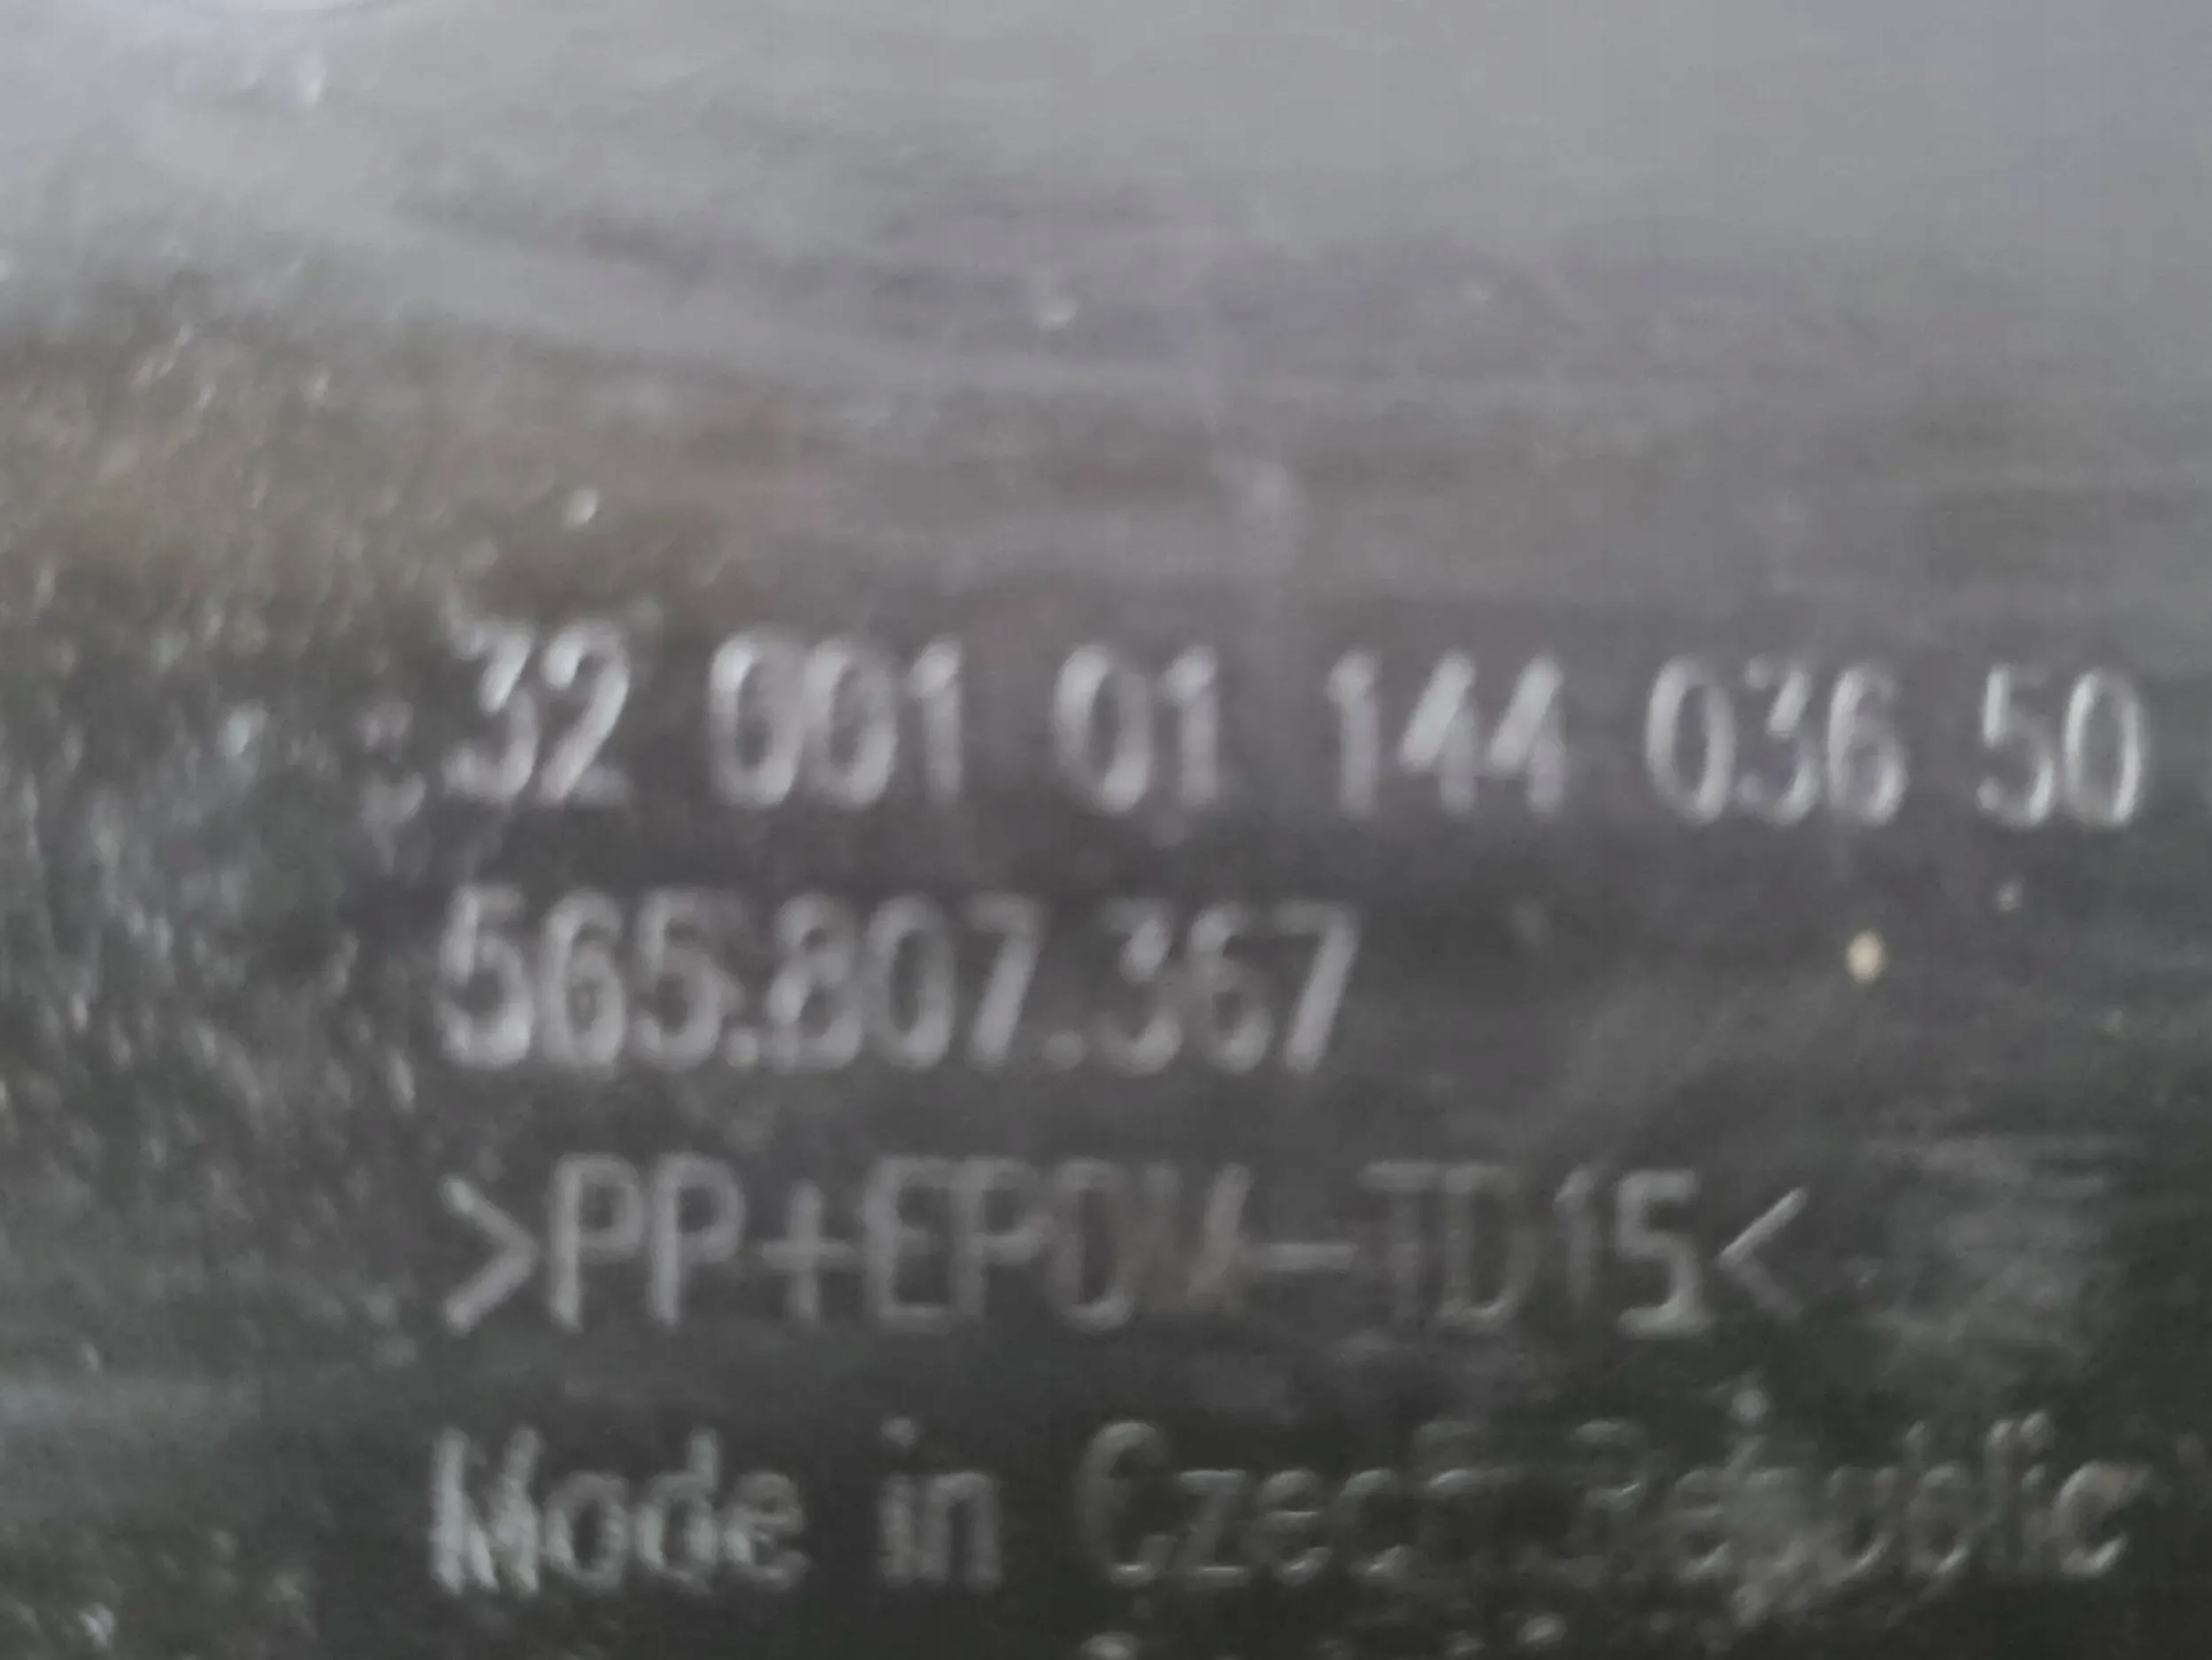 32 001 01 144 036 50
565.807.367
>PP+EPDM-TD15<
Made in Czech Republic